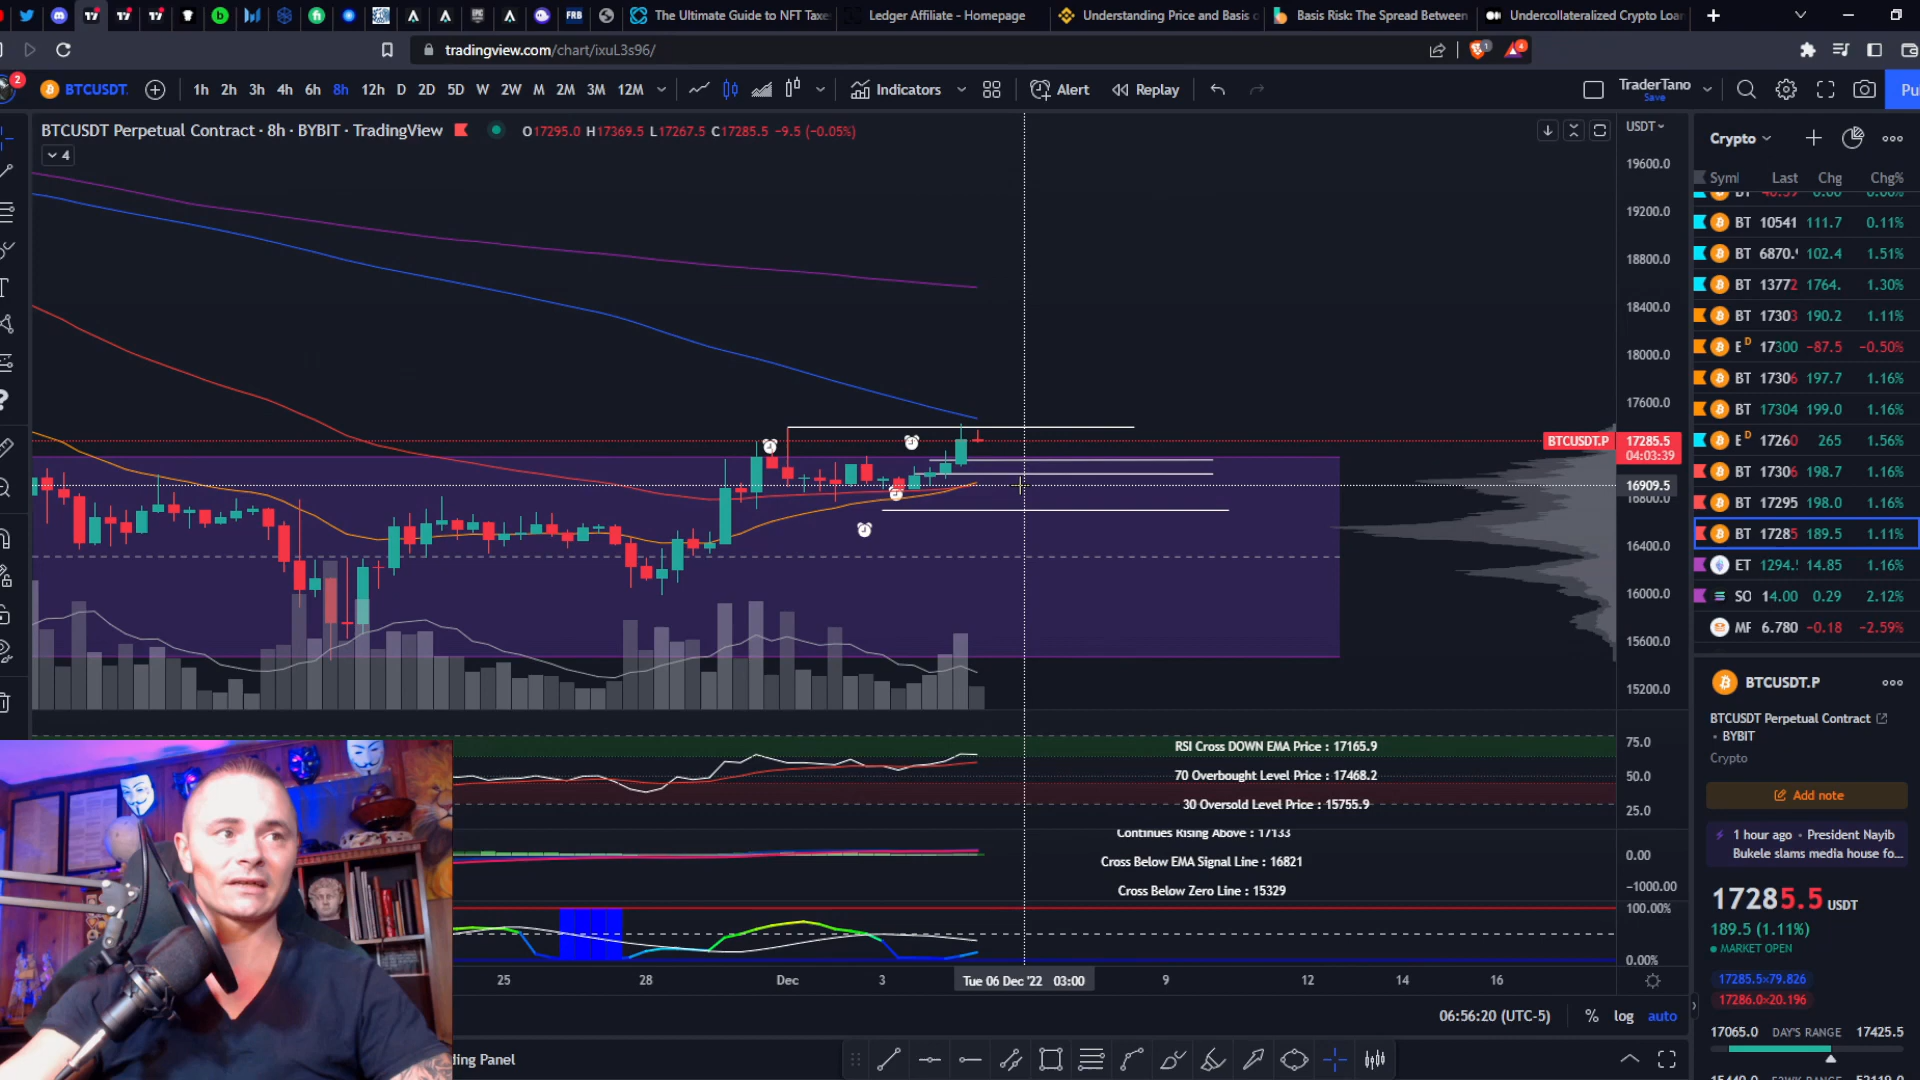 The Ultimate Guide to NFT Taxe
Ledger Affiliate - Homepage
Understanding Price and Basis o
Basis Risk: The Spread Between
Undercollateralized Crypto Loa
FRB
tradingview.com/chart/ixuL3s96/
1
4
2
BTCUSDT.
1h 2h 3h 4h 6h 8h 12h D 2D 5D W 2W M 2M 3M 12M
Indicators
Alert
Replay
TraderTano
Save
Pu
BTCUSDT Perpetual Contract · 8h · BYBIT · TradingView
O17295.0 H17369.5 L17267.5 C17285.5 -9.5 (-0.05%)
4
USDT
19600.0
19200.0
18800.0
18400.0
18000.0
17600.0
BTCUSDT.P 17285.5
04:03:39
16909.5
16800.0
16400.0
16000.0
15600.0
15200.0
75.0
50.0
25.0
0.00
-1000.00
100.00%
0.00%
RSI Cross DOWN EMA Price : 17165.9
70 Overbought Level Price : 17468.2
30 Oversold Level Price : 15755.9
Continues Rising Above : 17133
Cross Below EMA Signal Line : 16821
Cross Below Zero Line : 15329
25 28 Dec 3 Tue 06 Dec '22 03:00 9 12 14 16
06:56:20 (UTC-5) % log auto
ding Panel
Crypto
Syml Last Chg Chg%
BT 10541 111.7 0.11%
BT 6870. 102.4 1.51%
BT 13772 1764. 1.30%
BT 17303 190.2 1.11%
E D 17300 -87.5 -0.50%
BT 17306 197.7 1.16%
BT 17304 199.0 1.16%
E D 17260 265 1.56%
BT 17306 198.7 1.16%
BT 17295 198.0 1.16%
BT 17285 189.5 1.11%
ET 1294. 14.85 1.16%
SO 14.00 0.29 2.12%
MF 6.780 -0.18 -2.59%
BTCUSDT.P
BTCUSDT Perpetual Contract
• BYBIT
Crypto
Add note
1 hour ago • President Nayib
Bukele slams media house fo...
17285.5 USDT
189.5 (1.11%)
MARKET OPEN
17285.5×79.826
17286.0×20.196
17065.0 DAY'S RANGE 17425.5